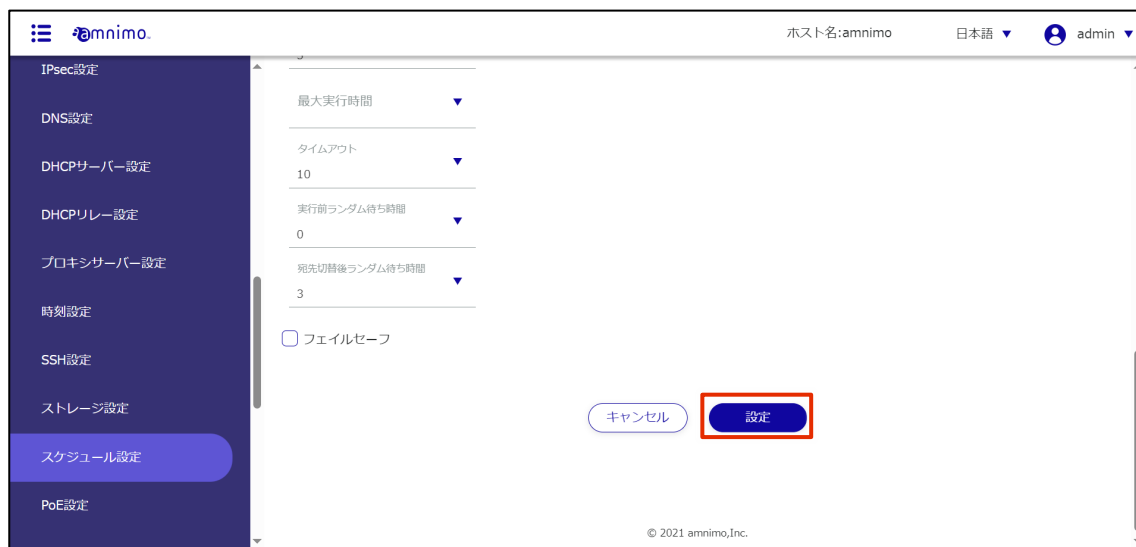 amnimo
ホスト名:amnimo
日本語 ▼
admin ▼
IPsec設定
DNS設定
DHCPサーバー設定
DHCPリレー設定
プロキシサーバー設定
時刻設定
SSH設定
ストレージ設定
スケジュール設定
PoE設定
最大実行時間
タイムアウト
10
実行前ランダム待ち時間
0
宛先切替後ランダム待ち時間
3
フェイルセーフ
キャンセル
設定
© 2021 amnimo,Inc.